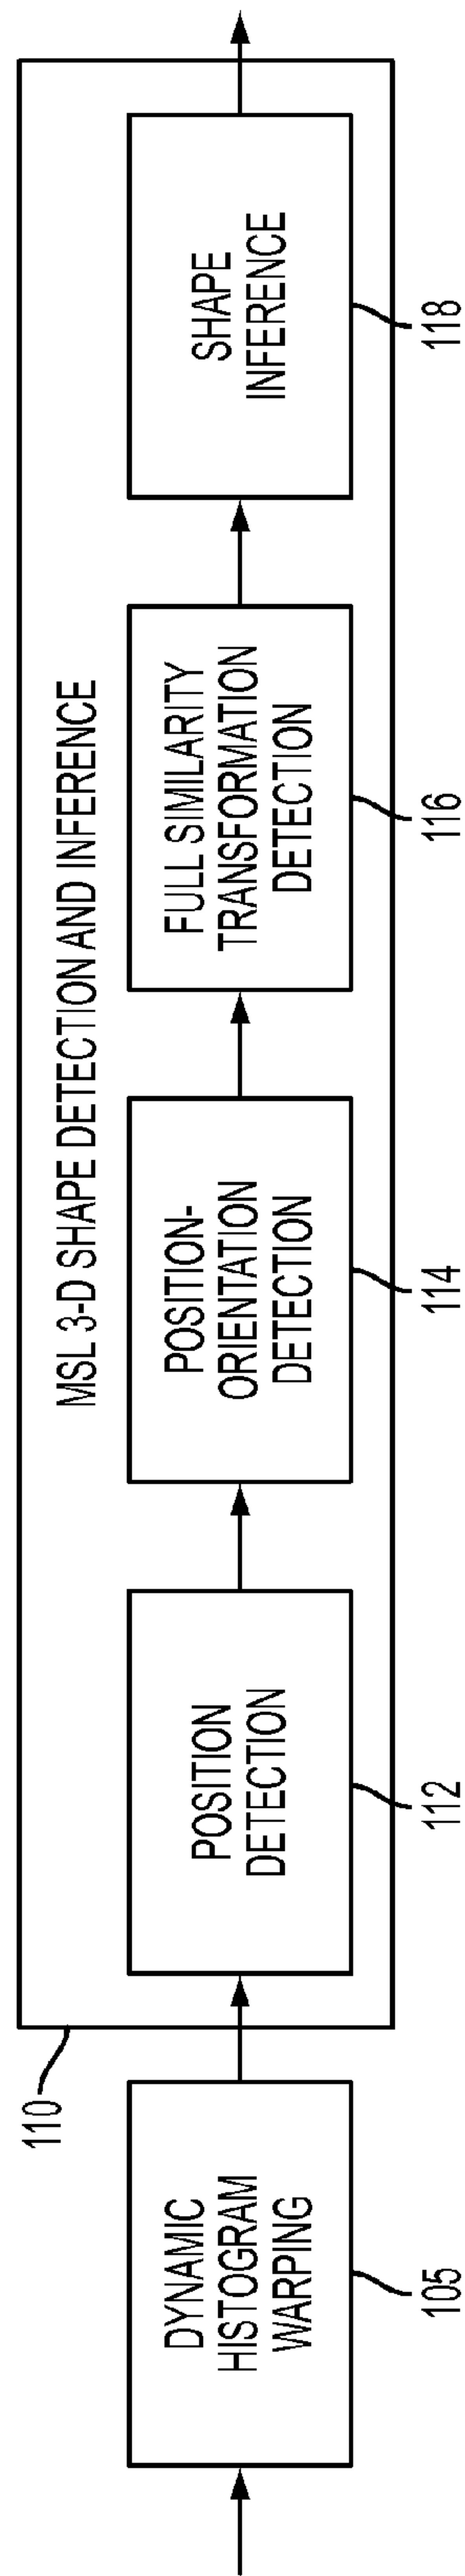 MSL 3-D SHAPE DETECTION AND INFERENCE
110
DYNAMIC
HISTOGRAM
WARPING
105
POSITION
DETECTION
112
POSITION-
ORIENTATION
DETECTION
114
FULL SIMILARITY
TRANSFORMATION
DETECTION
116
SHAPE
INFERENCE
118